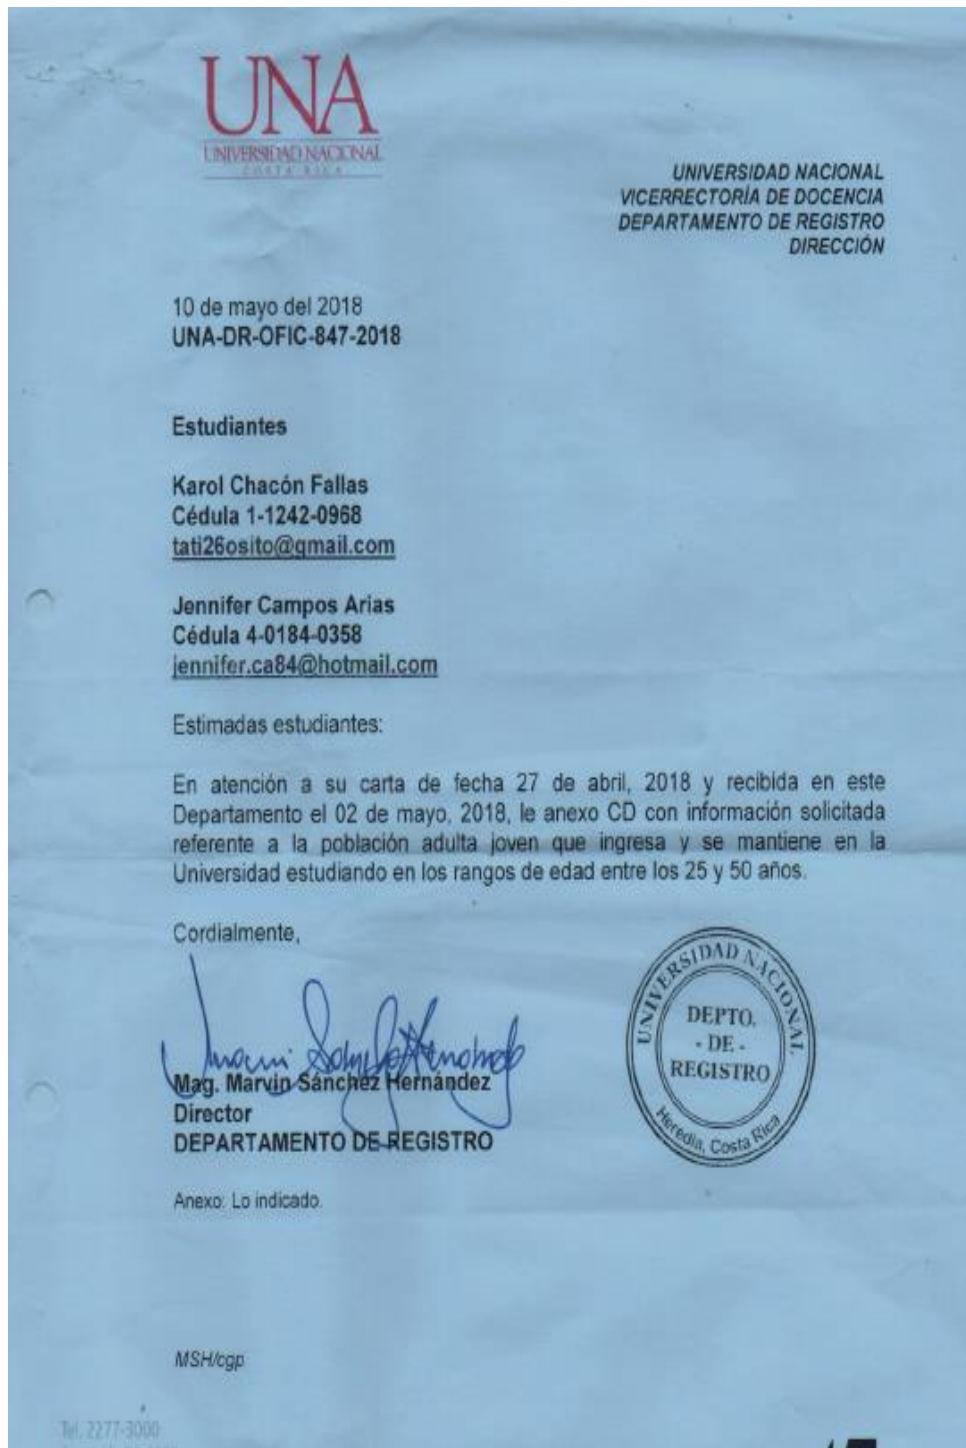 UNA
UNIVERSIDAD NACIONAL
COSTA RICA
UNIVERSIDAD NACIONAL
VICERRECTORÍA DE DOCENCIA
DEPARTAMENTO DE REGISTRO
DIRECCIÓN
10 de mayo del 2018
UNA-DR-OFIC-847-2018
Estudiantes
Karol Chacón Fallas
Cédula 1-1242-0968
tati26osito@gmail.com
Jennifer Campos Arias
Cédula 4-0184-0358
jennifer.ca84@hotmail.com
Estimadas estudiantes:
En atención a su carta de fecha 27 de abril, 2018 y recibida en este
Departamento el 02 de mayo, 2018, le anexo CD con información solicitada
referente a la población adulta joven que ingresa y se mantiene en la
Universidad estudiando en los rangos de edad entre los 25 y 50 años.
Cordialmente,
Mag. Marvin Sánchez Hernández
Director
DEPARTAMENTO DE REGISTRO
UNIVERSIDAD NACIONAL
DEPTO.
- DE -
REGISTRO
Heredia, Costa Rica
Anexo: Lo indicado.
MSH/cgp
Tel. 2277-3000